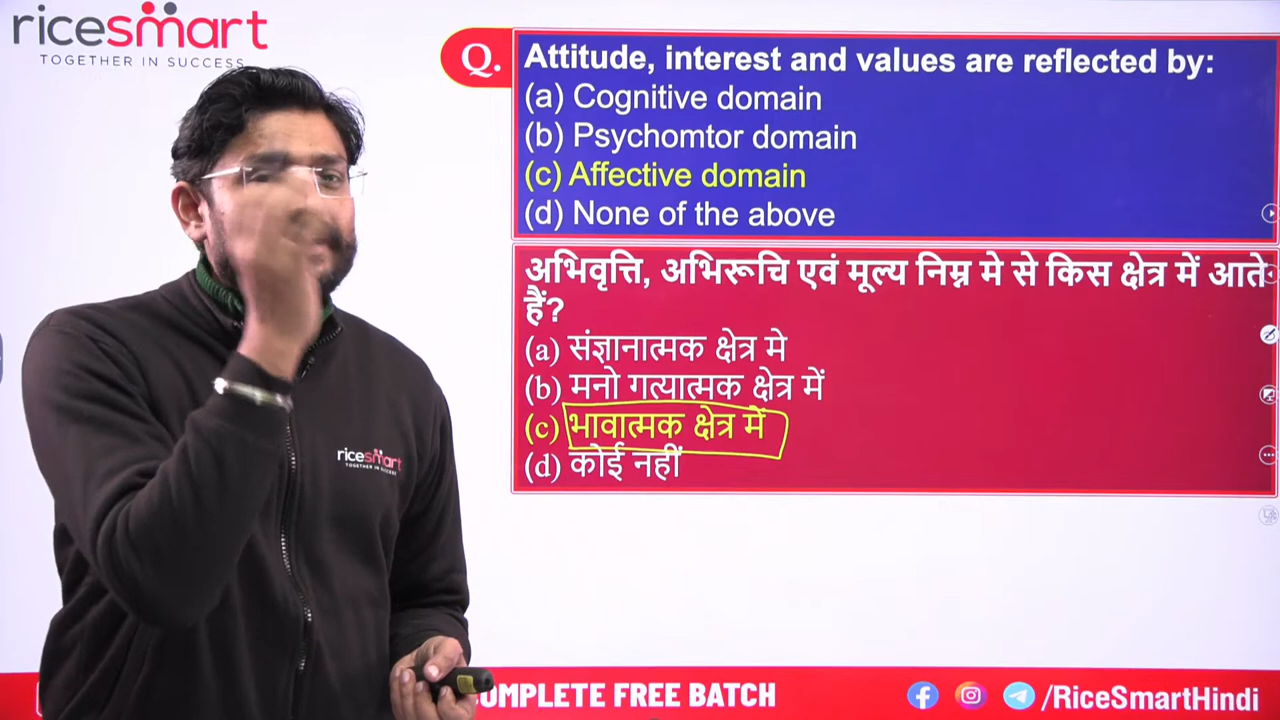 ricesmart
TOGETHER IN SUCCESS
Q.
Attitude, interest and values are reflected by:
(a) Cognitive domain
(b) Psychomtor domain
(c) Affective domain
(d) None of the above
अभिवृत्ति, अभिरूचि एवं मूल्य निम्न मे से किस क्षेत्र में आते
हैं?
(a) संज्ञानात्मक क्षेत्र मे
(b) मनो गत्यात्मक क्षेत्र में
(c) भावात्मक क्षेत्र में
(d) कोई नहीं
ricesmart
TOGETHER IN SUCCESS
COMPLETE FREE BATCH
/RiceSmartHindi